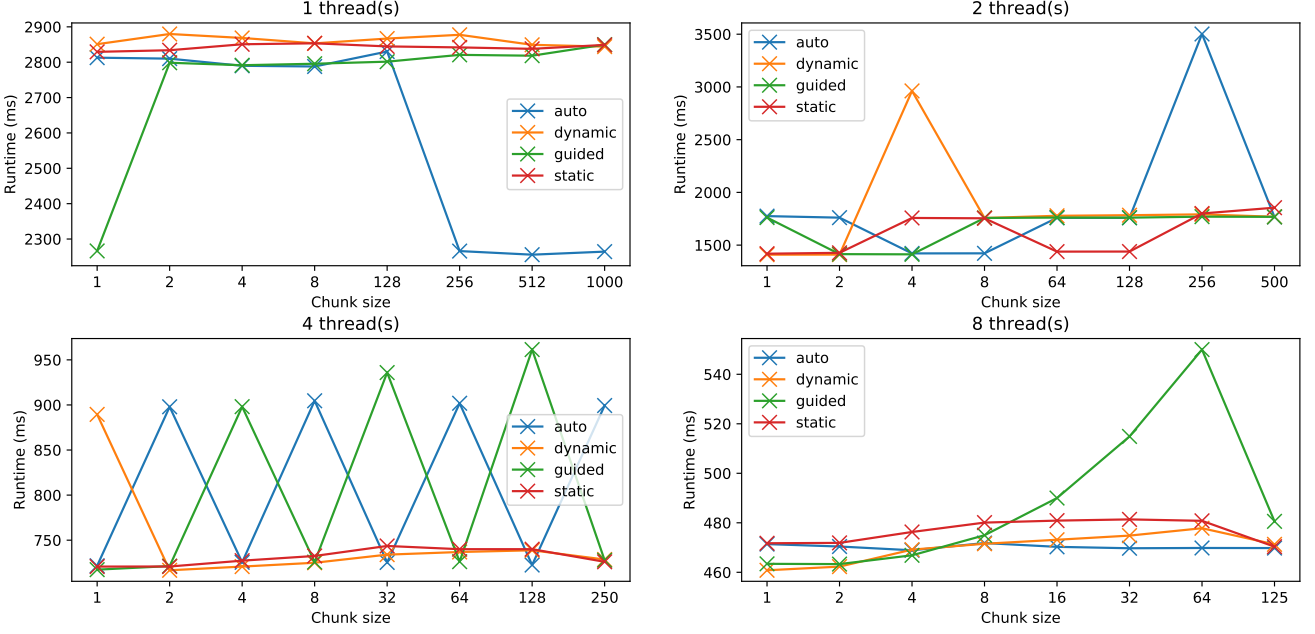 1 thread(s)
2900
2800
2700
2600
2500
2400
2300
Runtime (ms)
auto
dynamic
guided
static
1 2 4 8 128 256 512 1000
Chunk size
2 thread(s)
3500
3000
2500
2000
1500
Runtime (ms)
auto
dynamic
guided
static
1 2 4 8 64 128 256 500
Chunk size
4 thread(s)
950
900
850
800
750
Runtime (ms)
auto
dynamic
guided
static
1 2 4 8 32 64 128 250
Chunk size
8 thread(s)
540
520
500
480
460
Runtime (ms)
auto
dynamic
guided
static
1 2 4 8 16 32 64 125
Chunk size